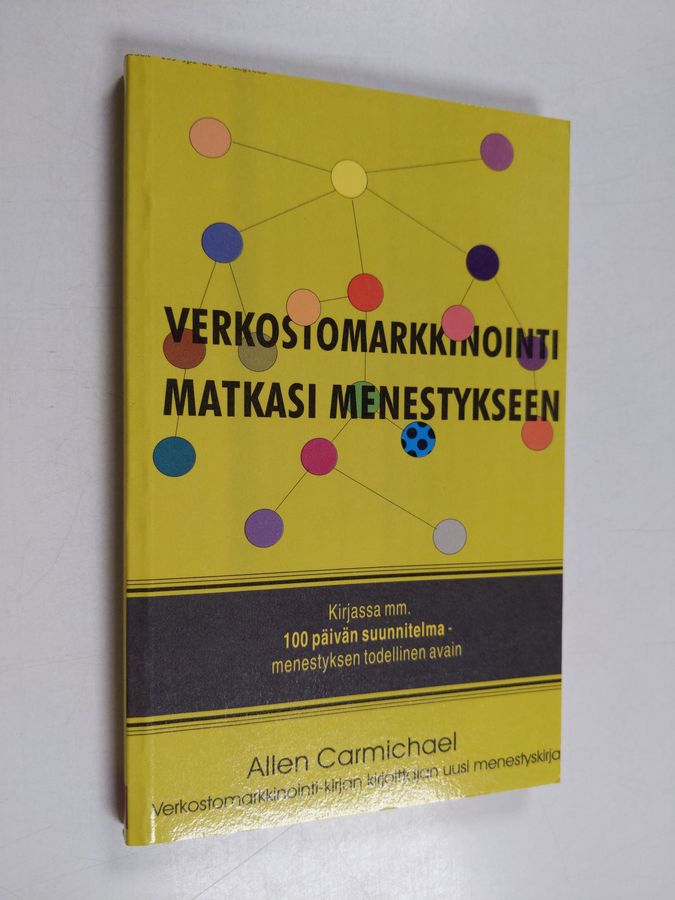 VERKOSTOMARKKINOINTI
MATKASI MENESTYKSEEN
Kirjassa mm.
100 päivän suunnitelma -
menestyksen todellinen avain
Allen Carmichael
Verkostomarkkinointi-kirjan kirjoittajan uusi menestyskirja